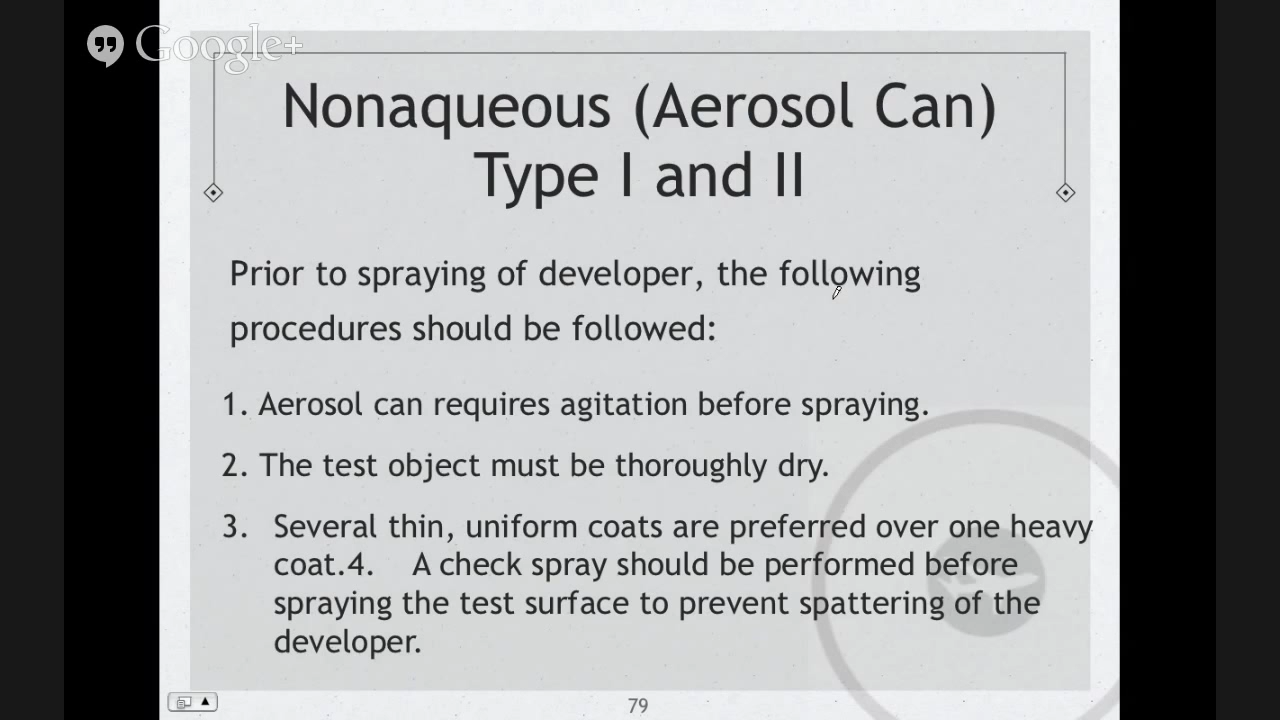 Google+
Nonaqueous (Aerosol Can)
Type I and II
Prior to spraying of developer, the following
procedures should be followed:
1. Aerosol can requires agitation before spraying.
2. The test object must be thoroughly dry.
3. Several thin, uniform coats are preferred over one heavy
coat.4. A check spray should be performed before
spraying the test surface to prevent spattering of the
developer.
79